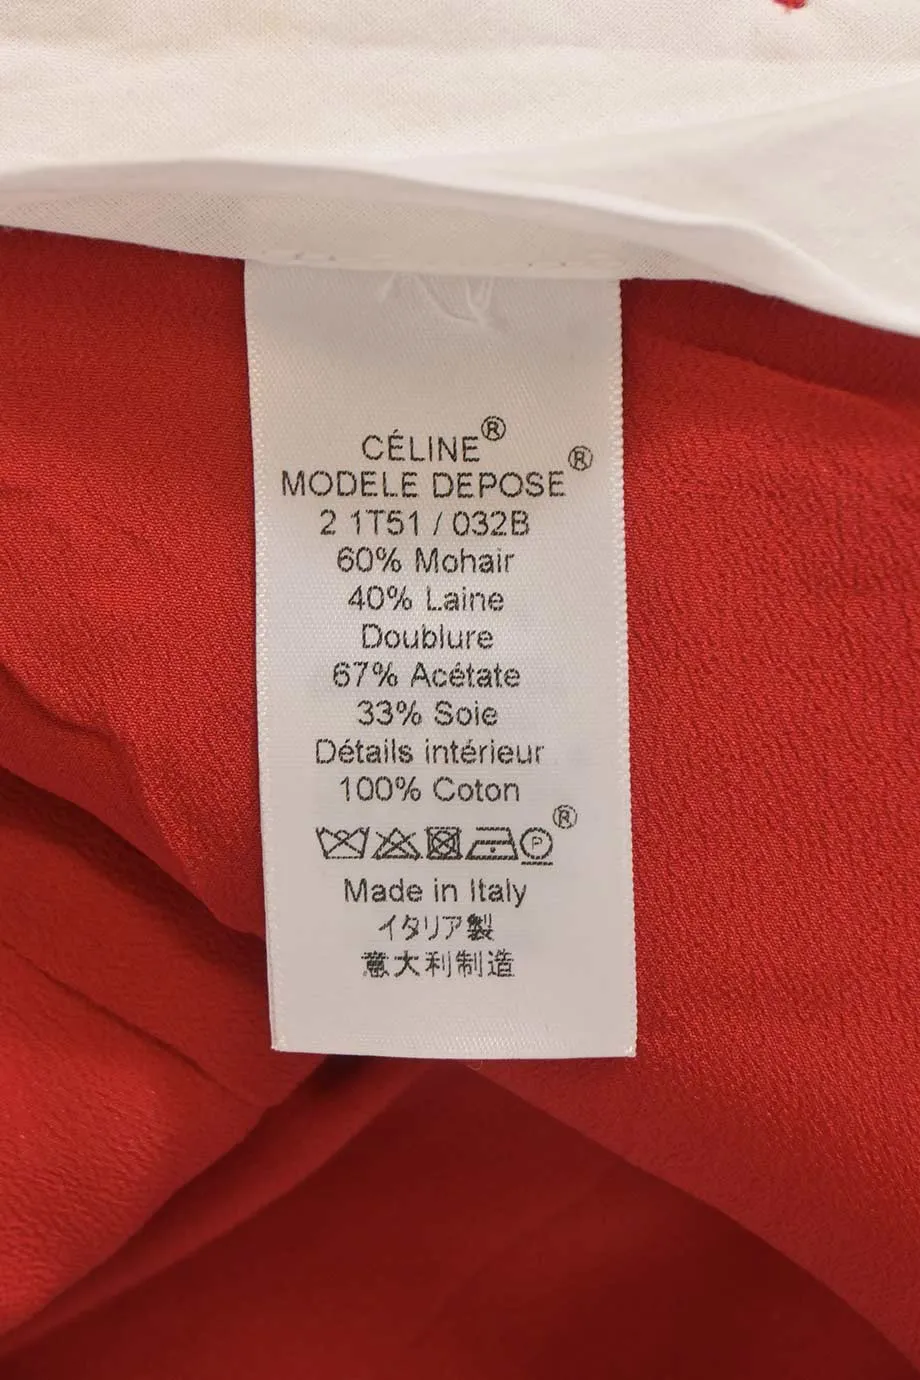 CÉLINE®
MODELE DEPOSE®
2 1T51 / 032B
60% Mohair
40% Laine
Doublure
67% Acétate
33% Soie
Détails intérieur
100% Coton
P ®
Made in Italy
イタリア製
意大利制造